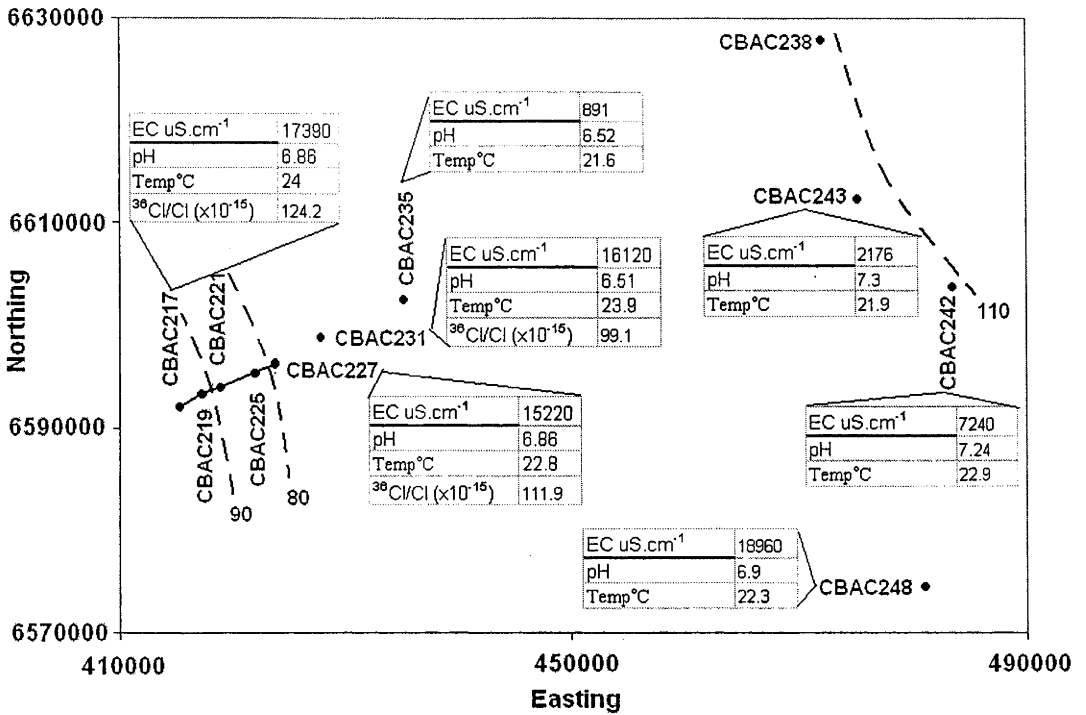 6630000
6610000
6590000
6570000
Northing
410000
450000
490000
Easting
CBAC238
EC uS.cm-1 17390
pH 6.86
Temp°C 24
36Cl/Cl (x10-15) 124.2
EC uS.cm-1 891
pH 6.52
Temp°C 21.6
CBAC235
CBAC243
EC uS.cm-1 2176
pH 7.3
Temp°C 21.9
EC uS.cm-1 16120
pH 6.51
Temp°C 23.9
36Cl/Cl (x10-15) 99.1
CBAC217
CBAC221
CBAC231
CBAC242
110
CBAC227
CBAC219
CBAC225
EC uS.cm-1 15220
pH 6.86
Temp°C 22.8
36Cl/Cl (x10-15) 111.9
EC uS.cm-1 7240
pH 7.24
Temp°C 22.9
90
80
EC uS.cm-1 18960
pH 6.9
Temp°C 22.3
CBAC248